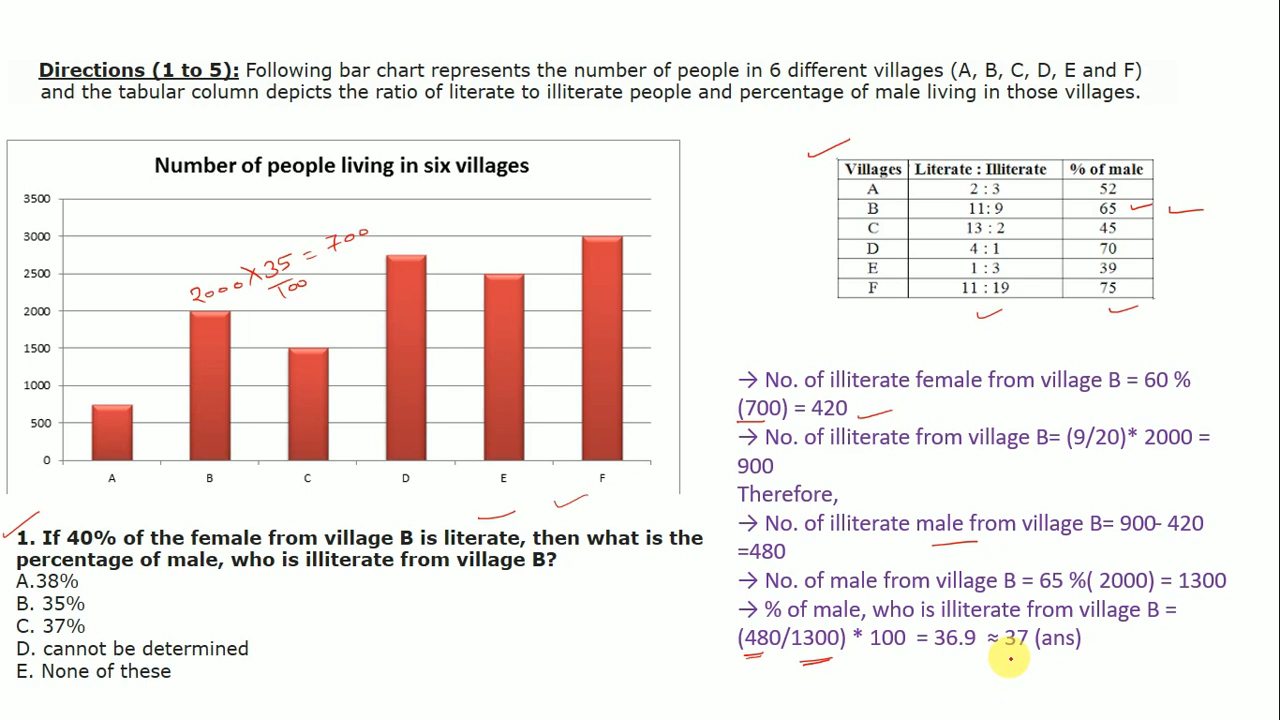 Directions (1 to 5): Following bar chart represents the number of people in 6 different villages (A, B, C, D, E and F)
and the tabular column depicts the ratio of literate to illiterate people and percentage of male living in those villages.
Number of people living in six villages
3500
3000
2500
2000
1500
1000
500
0
A B C D E F
2000 × 35/100 = 700
Villages Literate : Illiterate % of male
A 2 : 3 52
B 11: 9 65
C 13 : 2 45
D 4 : 1 70
E 1 : 3 39
F 11 : 19 75
1. If 40% of the female from village B is literate, then what is the
percentage of male, who is illiterate from village B?
A.38%
B. 35%
C. 37%
D. cannot be determined
E. None of these
→ No. of illiterate female from village B = 60 %
(700) = 420
→ No. of illiterate from village B= (9/20)* 2000 =
900
Therefore,
→ No. of illiterate male from village B= 900- 420
=480
→ No. of male from village B = 65 %( 2000) = 1300
→ % of male, who is illiterate from village B =
(480/1300) * 100 = 36.9 ≈ 37 (ans)